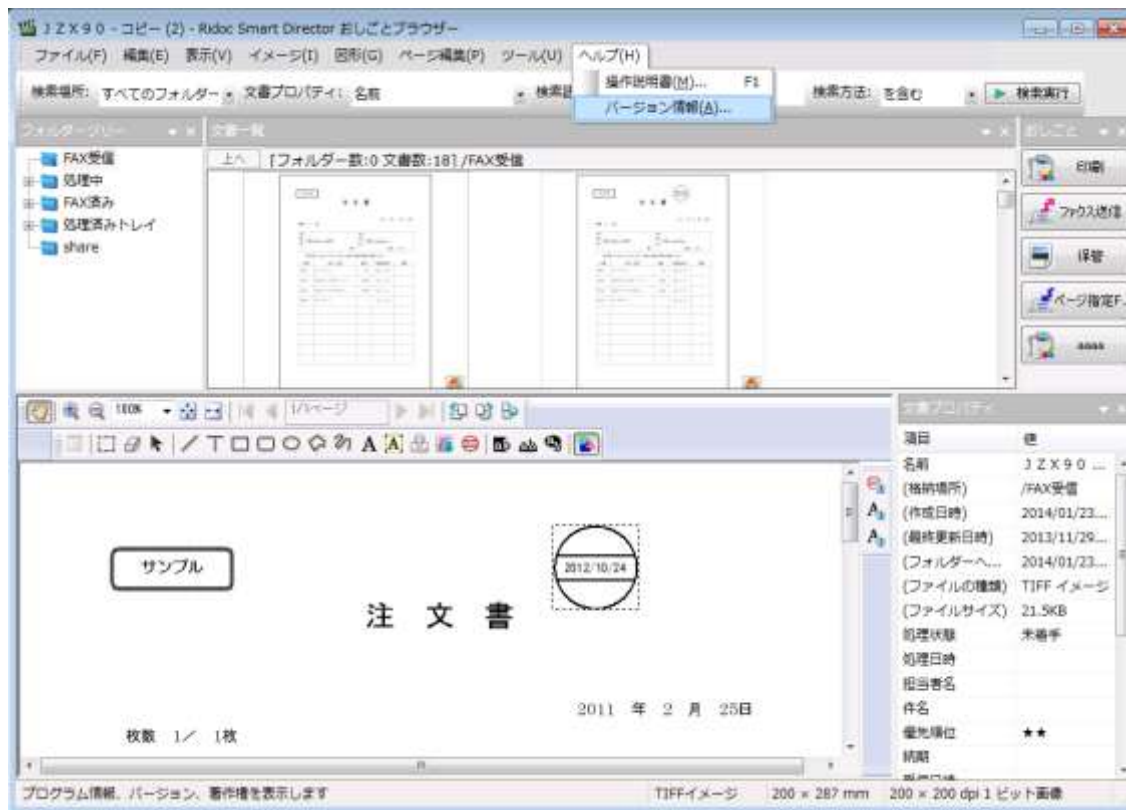 ＪＺＸ９０ - コピー (2) - Ridoc Smart Director おしごとブラウザー
ファイル(F) 編集(E) 表示(V) イメージ(I) 図形(G) ページ編集(P) ツール(U) ヘルプ(H)
操作説明書(M)... F1
バージョン情報(A)...
検索場所: すべてのフォルダー 文書プロパティ: 名前 検索 検索方法: を含む 検索実行
フォルダーツリー 文書一覧 おしごと
上へ [フォルダー数:0 文書数:18] /FAX受信
FAX受信
処理中
FAX済み
処理済みトレイ
share
印刷
ファクス送信
保管
ページ指定F...
aaaa
100% 1/1ページ
文書プロパティ
項目 値
名前 ＪＺＸ９０ ...
(格納場所) /FAX受信
(作成日時) 2014/01/23...
(最終更新日時) 2013/11/29...
(フォルダーへ... 2014/01/23...
(ファイルの種類) TIFF イメージ
(ファイルサイズ) 21.5KB
処理状態 未着手
処理日時
担当者名
件名
優先順位 ★★
納期
サンプル
2012/10/24
注 文 書
2011 年 2 月 25日
枚数 1／ 1枚
プログラム情報、バージョン、著作権を表示します TIFFイメージ 200 × 287 mm 200 × 200 dpi 1 ビット画像